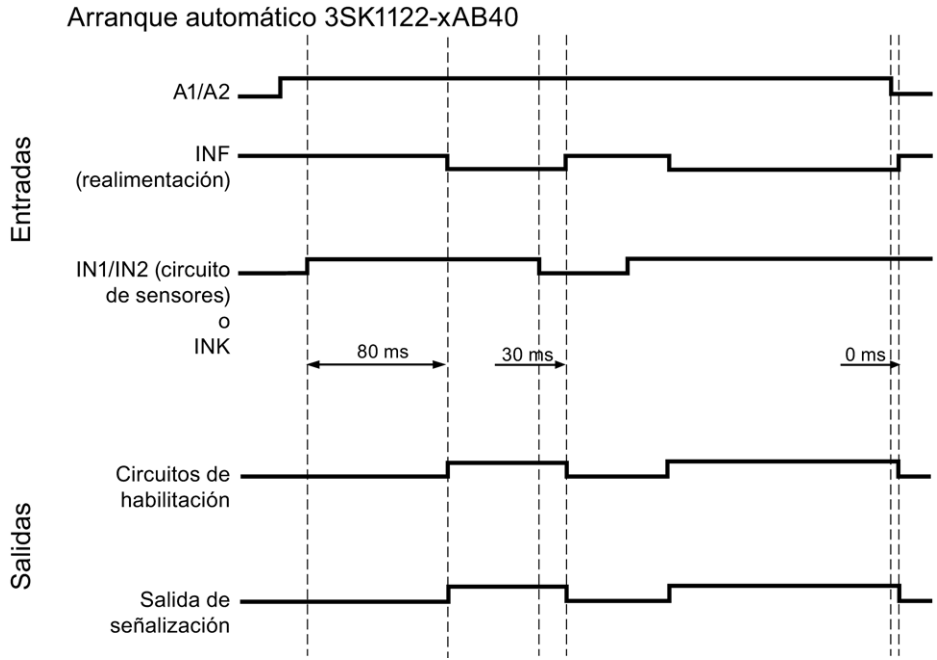 Arranque automático 3SK1122-xAB40
Entradas
A1/A2
INF
(realimentación)
IN1/IN2 (circuito
de sensores)
o
INK
80 ms
30 ms
0 ms
Salidas
Circuitos de
habilitación
Salida de
señalización